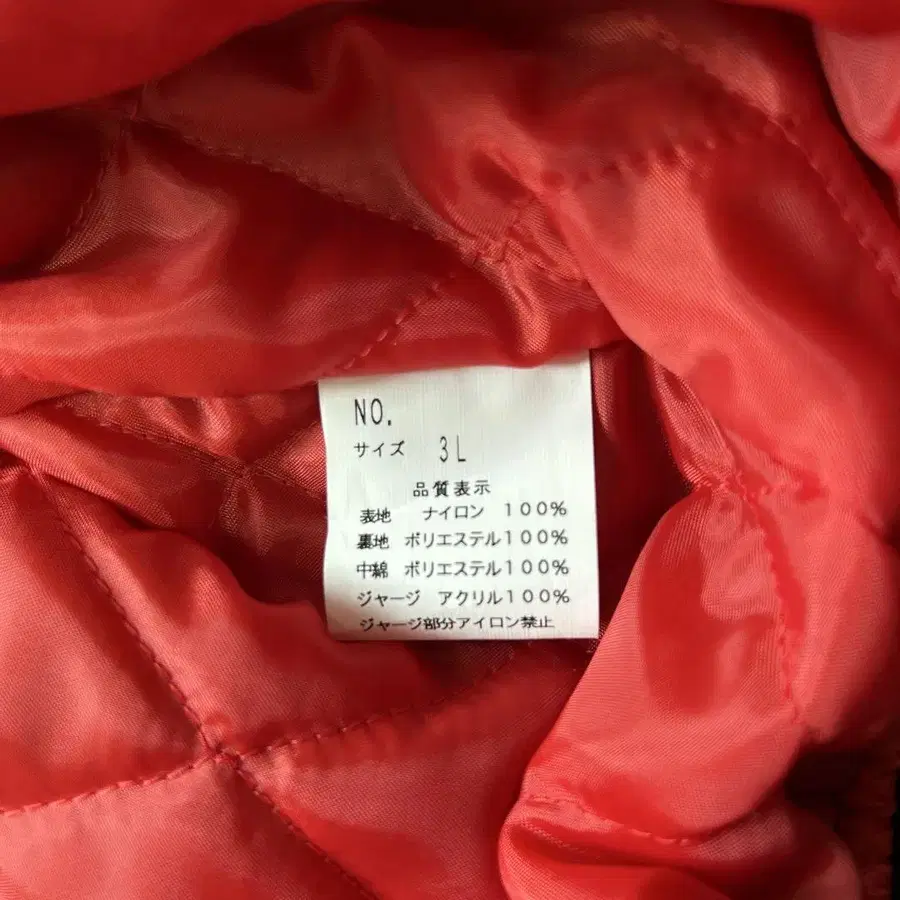 NO.
サイズ 3L
品質表示
表地 ナイロン 100%
裏地 ポリエステル100%
中綿 ポリエステル100%
ジャージ アクリル100%
ジャージ部分アイロン禁止